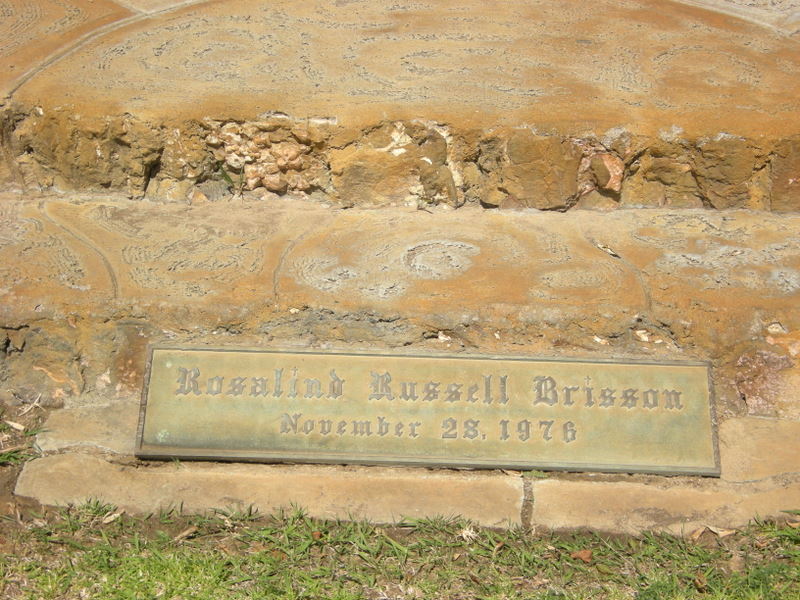 Rosalind Russell Brisson
November 28, 1976